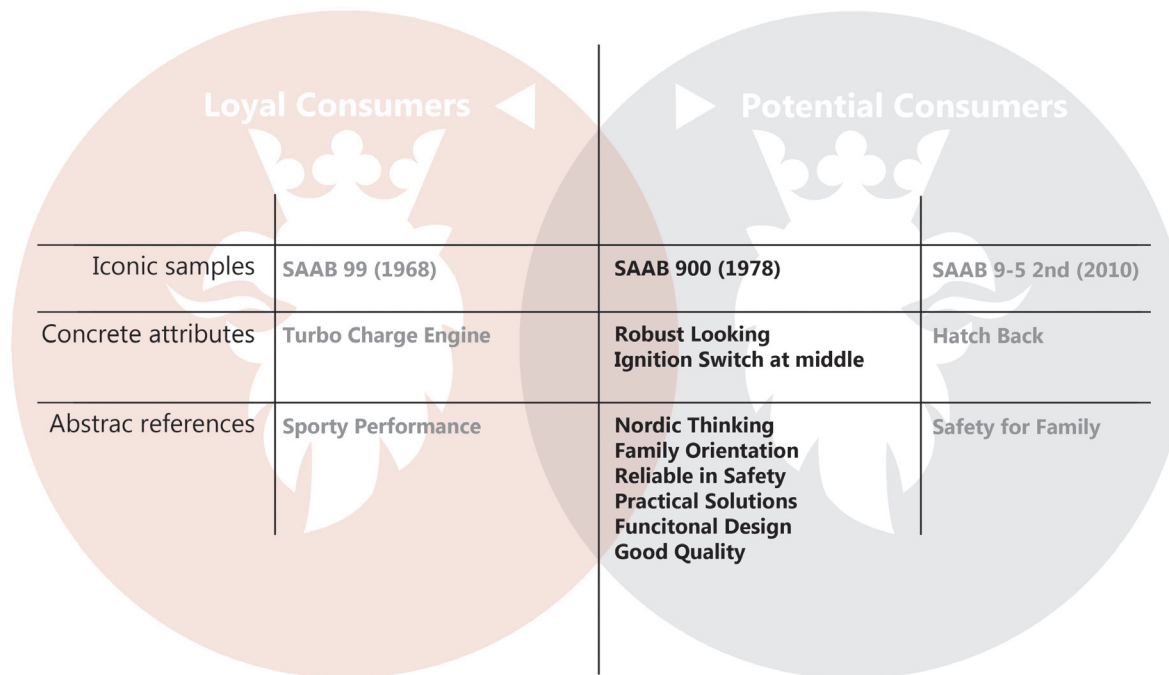 Loyal Consumers
Potential Consumers
Iconic samples
SAAB 99 (1968)
SAAB 900 (1978)
SAAB 9-5 2nd (2010)
Concrete attributes
Turbo Charge Engine
Robust Looking
Ignition Switch at middle
Hatch Back
Abstrac references
Sporty Performance
Nordic Thinking
Family Orientation
Reliable in Safety
Practical Solutions
Funcitonal Design
Good Quality
Safety for Family